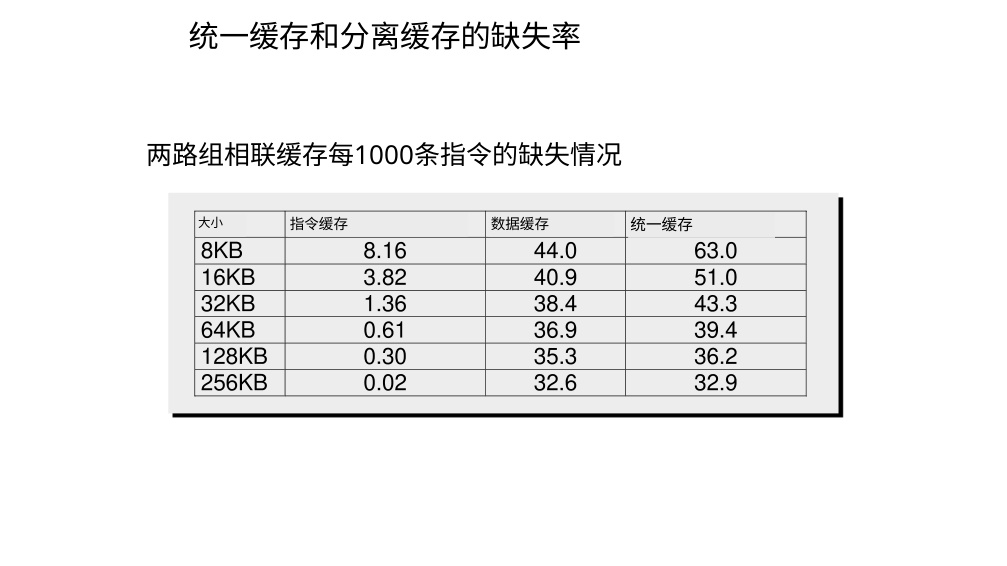 统一缓存和分离缓存的缺失率
两路组相联缓存每1000条指令的缺失情况
大小 指令缓存 数据缓存 统一缓存
8KB 8.16 44.0 63.0
16KB 3.82 40.9 51.0
32KB 1.36 38.4 43.3
64KB 0.61 36.9 39.4
128KB 0.30 35.3 36.2
256KB 0.02 32.6 32.9